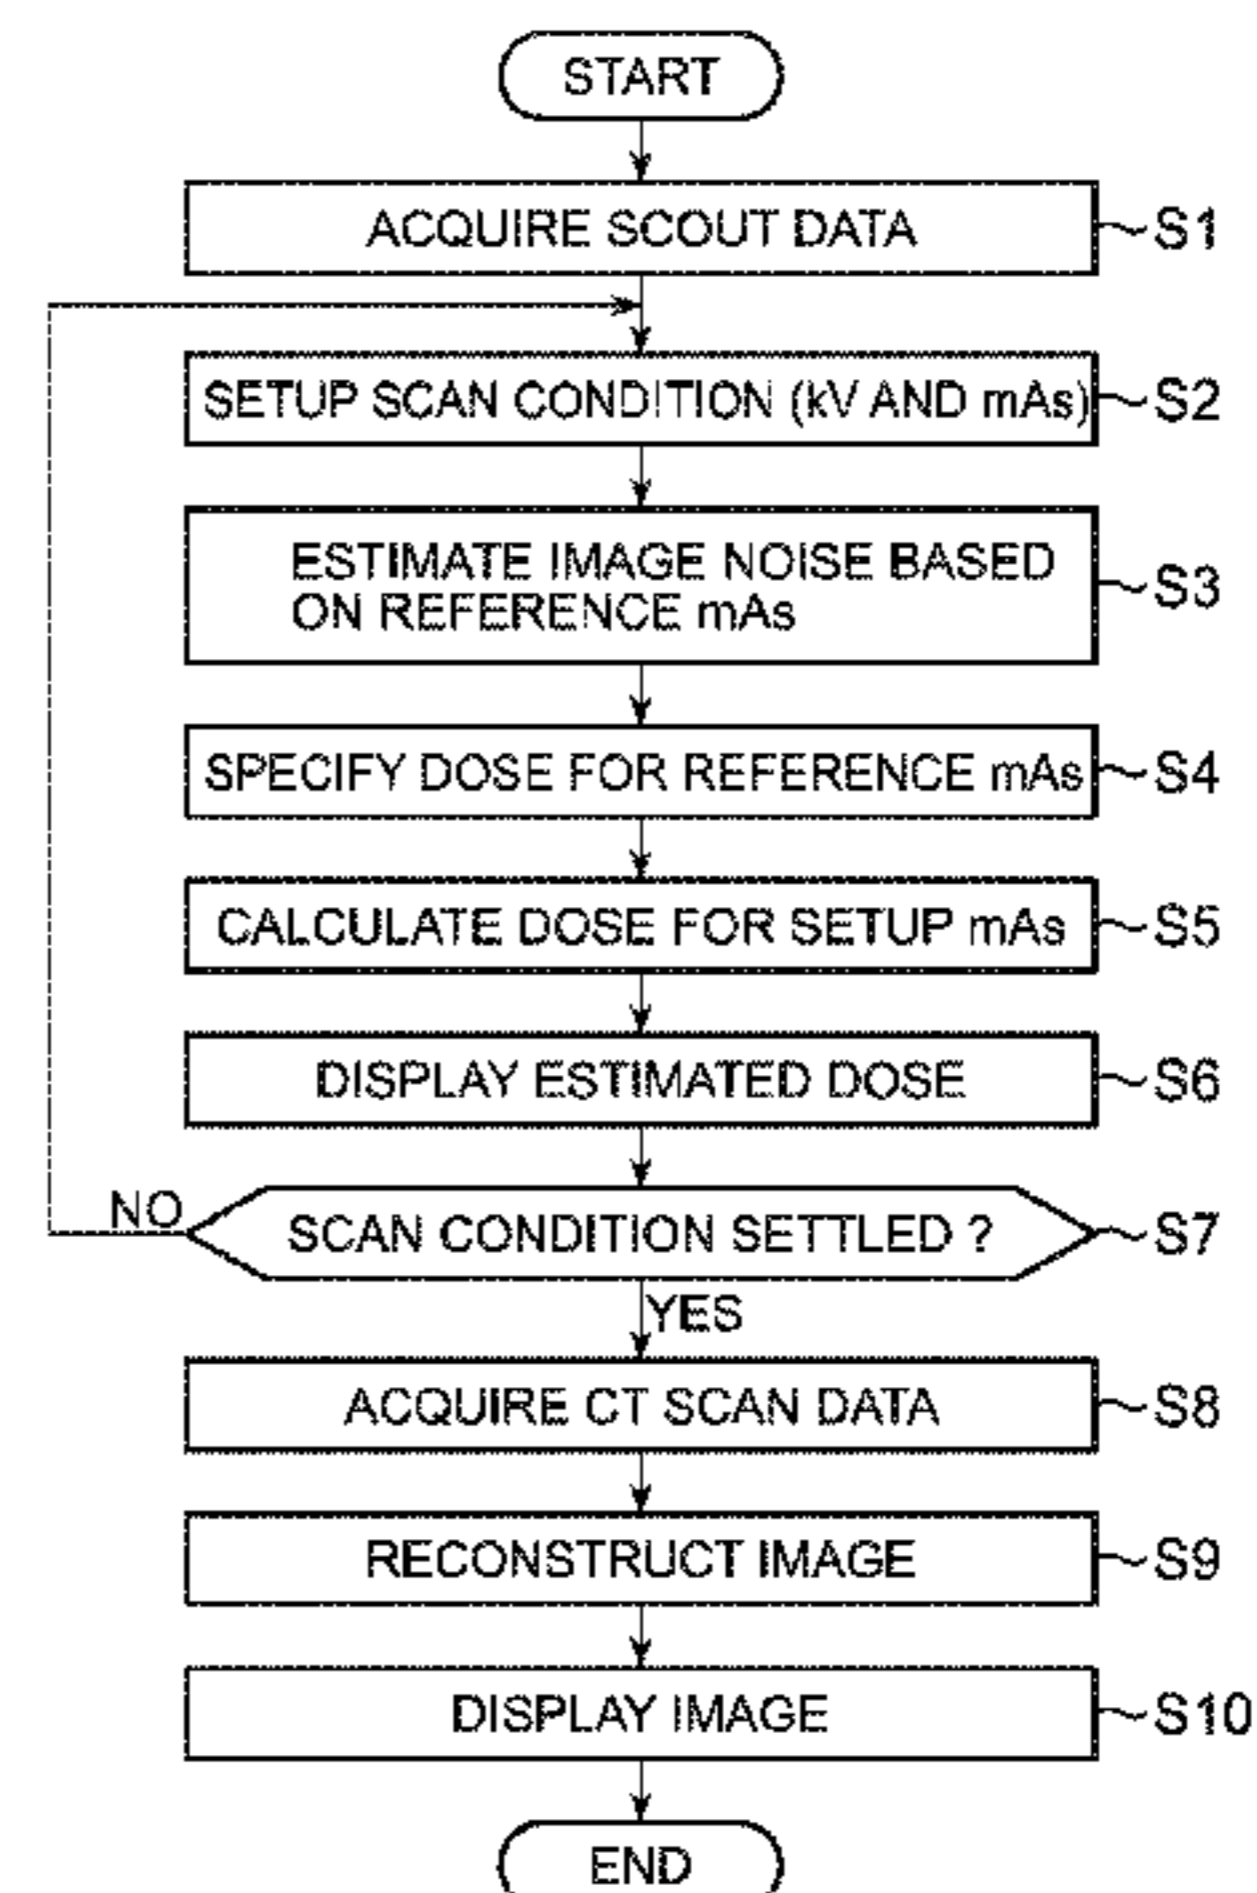 START
ACQUIRE SCOUT DATA
S1
SETUP SCAN CONDITION (kV AND mAs)
S2
ESTIMATE IMAGE NOISE BASED
ON REFERENCE mAs
S3
SPECIFY DOSE FOR REFERENCE mAs
S4
CALCULATE DOSE FOR SETUP mAs
S5
DISPLAY ESTIMATED DOSE
S6
NO
SCAN CONDITION SETTLED ?
S7
YES
ACQUIRE CT SCAN DATA
S8
RECONSTRUCT IMAGE
S9
DISPLAY IMAGE
S10
END